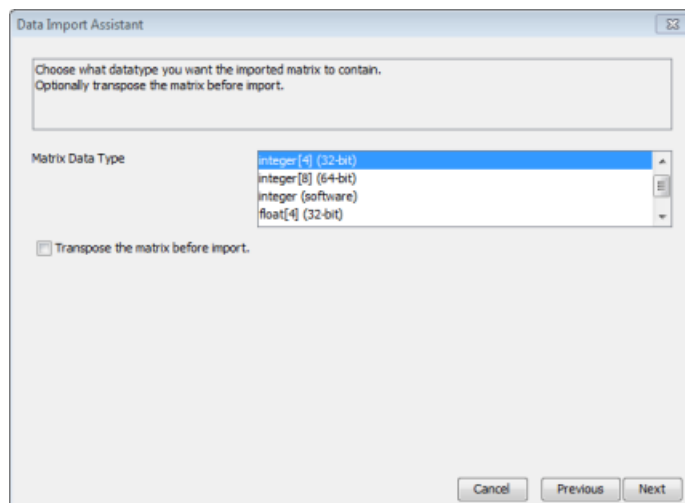 Data Import Assistant
Choose what datatype you want the imported matrix to contain.
Optionally transpose the matrix before import.
Matrix Data Type
integer[4] (32-bit)
integer[8] (64-bit)
integer (software)
float[4] (32-bit)
Transpose the matrix before import.
Cancel
Previous
Next